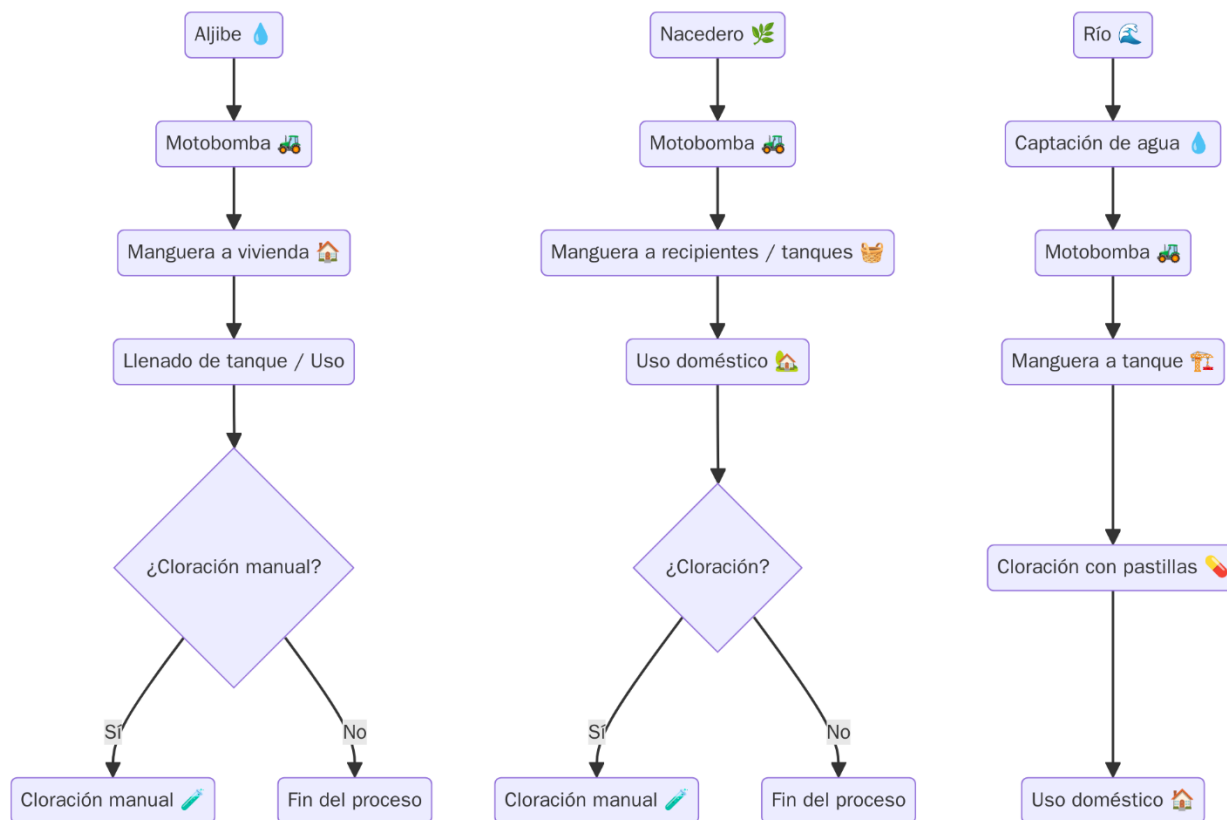 Aljibe 💧
Motobomba 🚜
Manguera a vivienda 🏠
Llenado de tanque / Uso
¿Cloración manual?
Sí
No
Cloración manual 🧪
Fin del proceso
Nacedero 🌿
Motobomba 🚜
Manguera a recipientes / tanques 🧺
Uso doméstico 🏡
¿Cloración?
Sí
No
Cloración manual 🧪
Fin del proceso
Río 🌊
Captación de agua 💧
Motobomba 🚜
Manguera a tanque 🏗️
Cloración con pastillas 💊
Uso doméstico 🏠